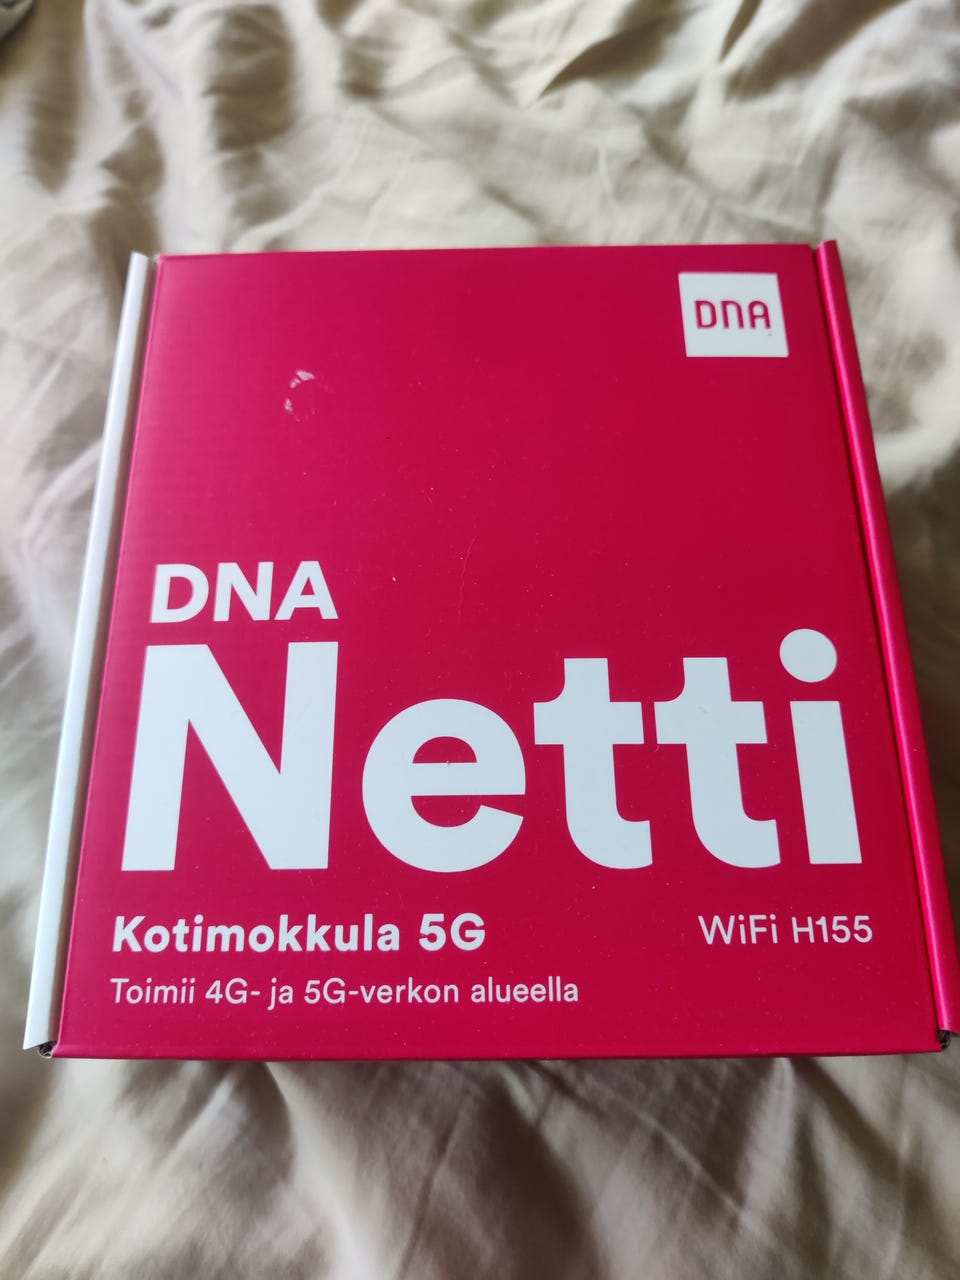 DNA
DNA
Netti
Kotimokkula 5G
WiFi H155
Toimii 4G- ja 5G-verkon alueella